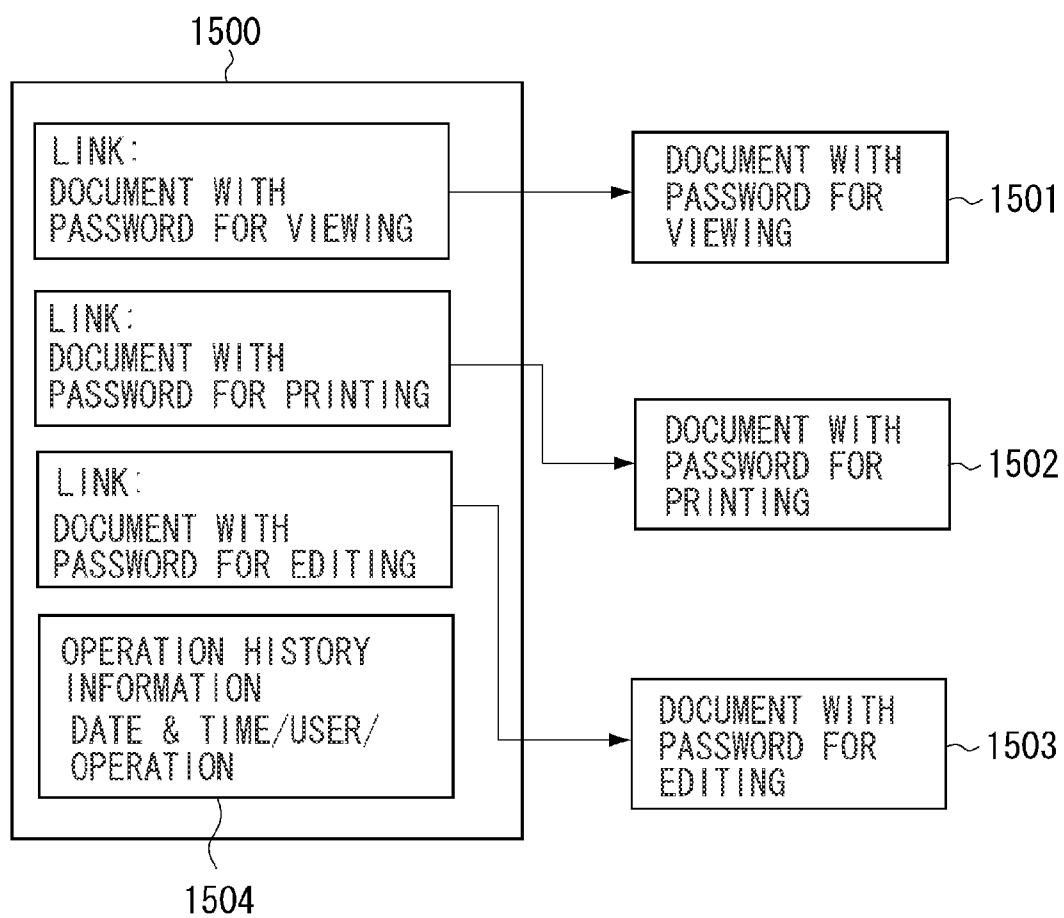 1500
LINK:
DOCUMENT WITH
PASSWORD FOR VIEWING
DOCUMENT WITH
PASSWORD FOR
VIEWING
1501
LINK:
DOCUMENT WITH
PASSWORD FOR PRINTING
DOCUMENT WITH
PASSWORD FOR
PRINTING
1502
LINK:
DOCUMENT WITH
PASSWORD FOR EDITING
DOCUMENT WITH
PASSWORD FOR
EDITING
1503
OPERATION HISTORY
INFORMATION
DATE & TIME/USER/
OPERATION
1504